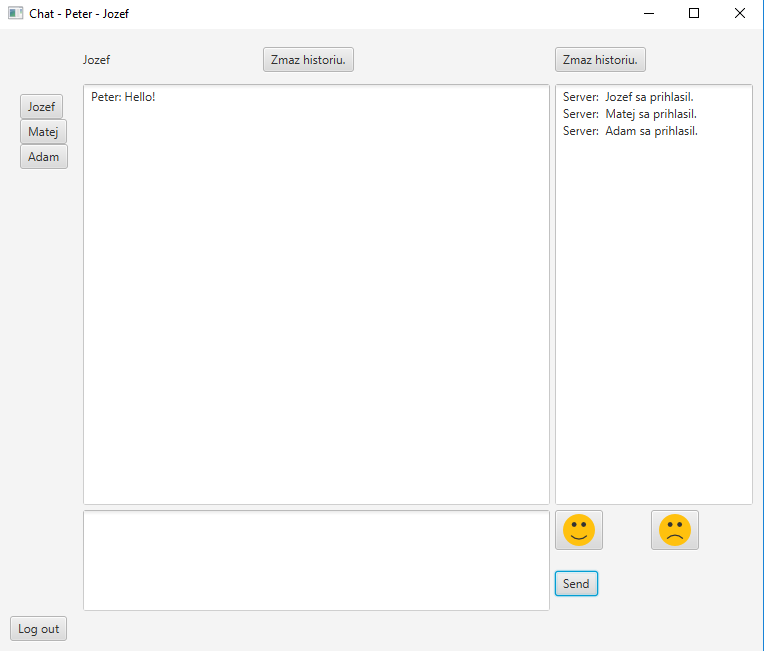 Chat - Peter - Jozef
Jozef
Zmaz historiu.
Zmaz historiu.
Jozef
Matej
Adam
Peter: Hello!
Server:  Jozef sa prihlasil.
Server:  Matej sa prihlasil.
Server:  Adam sa prihlasil.
Send
Log out